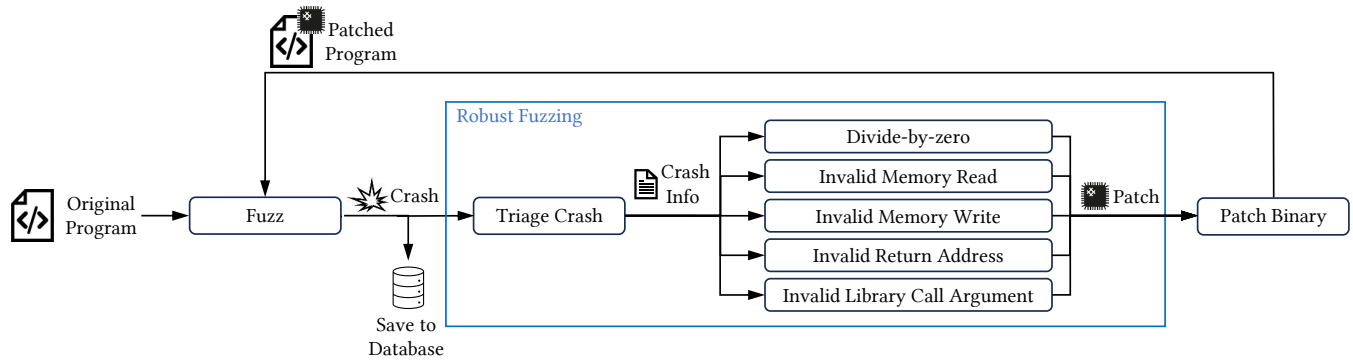 Patched
Program
Robust Fuzzing
Original
Program
Fuzz
Crash
Save to
Database
Triage Crash
Crash
Info
Divide-by-zero
Invalid Memory Read
Invalid Memory Write
Invalid Return Address
Invalid Library Call Argument
Patch
Patch Binary